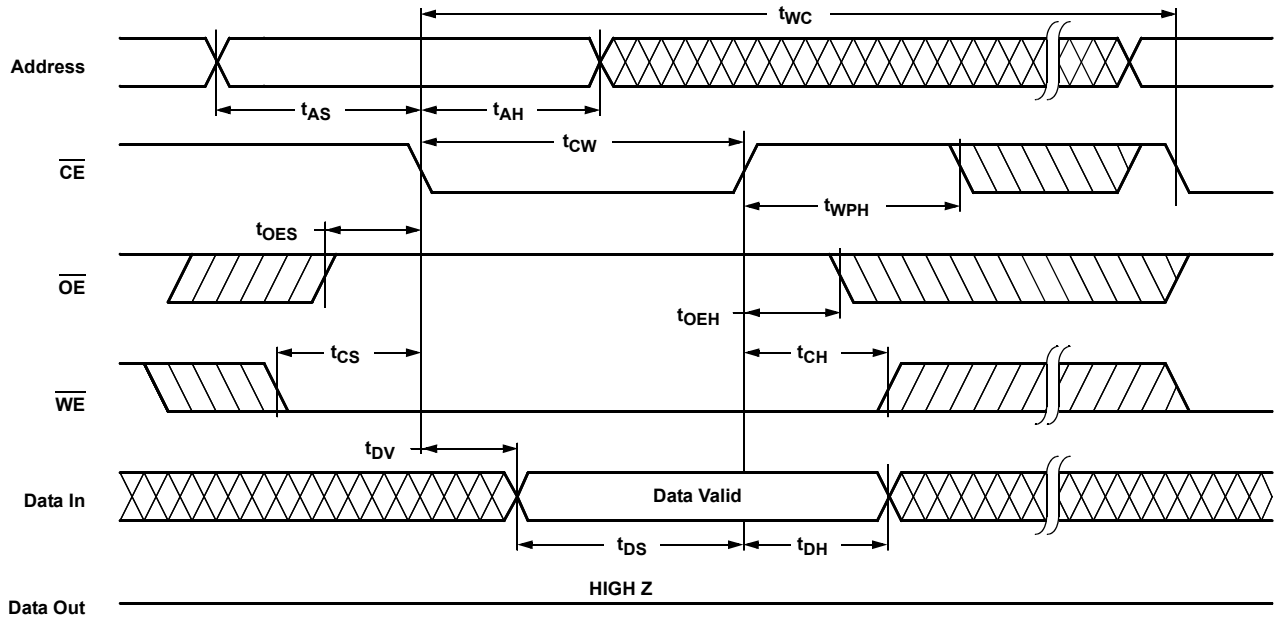 tWC
Address
tAS
tAH
tCW
CE
tWPH
tOES
OE
tOEH
tCS
tCH
WE
tDV
Data In
Data Valid
tDS
tDH
HIGH Z
Data Out